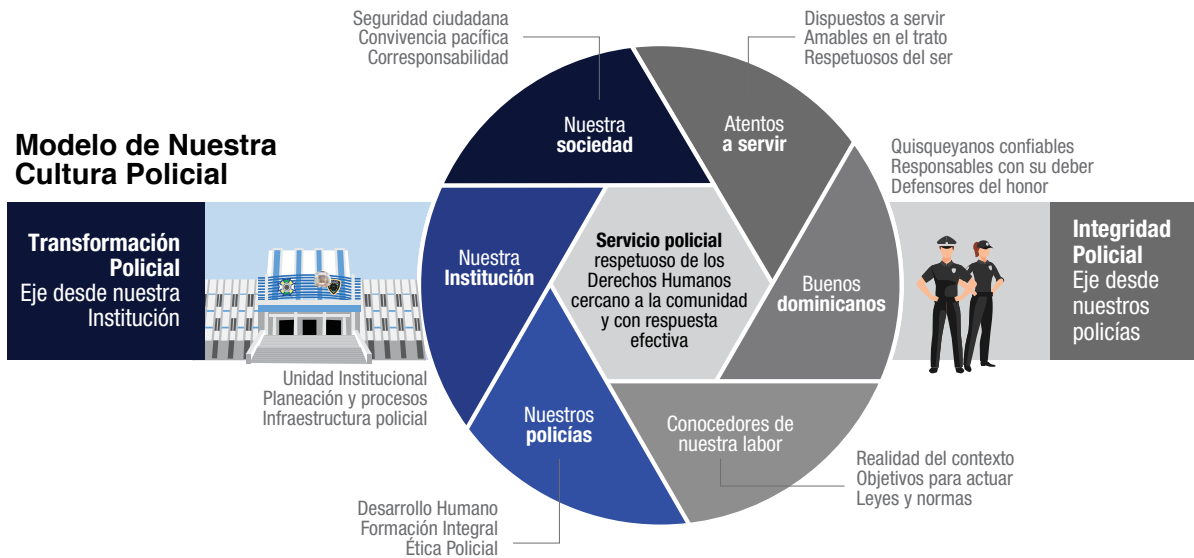 Modelo de Nuestra
Cultura Policial
Transformación
Policial
Eje desde nuestra
Institución
Seguridad ciudadana
Convivencia pacífica
Corresponsabilidad
Nuestra
sociedad
Nuestra
Institución
Unidad Institucional
Planeación y procesos
Infraestructura policial
Nuestros
policías
Desarrollo Humano
Formación Integral
Ética Policial
Servicio policial
respetuoso de los
Derechos Humanos
cercano a la comunidad
y con respuesta
efectiva
Dispuestos a servir
Amables en el trato
Respetuosos del ser
Atentos
a servir
Quisqueyanos confiables
Responsables con su deber
Defensores del honor
Buenos
dominicanos
Conocedores de
nuestra labor
Realidad del contexto
Objetivos para actuar
Leyes y normas
Integridad
Policial
Eje desde
nuestros
policías